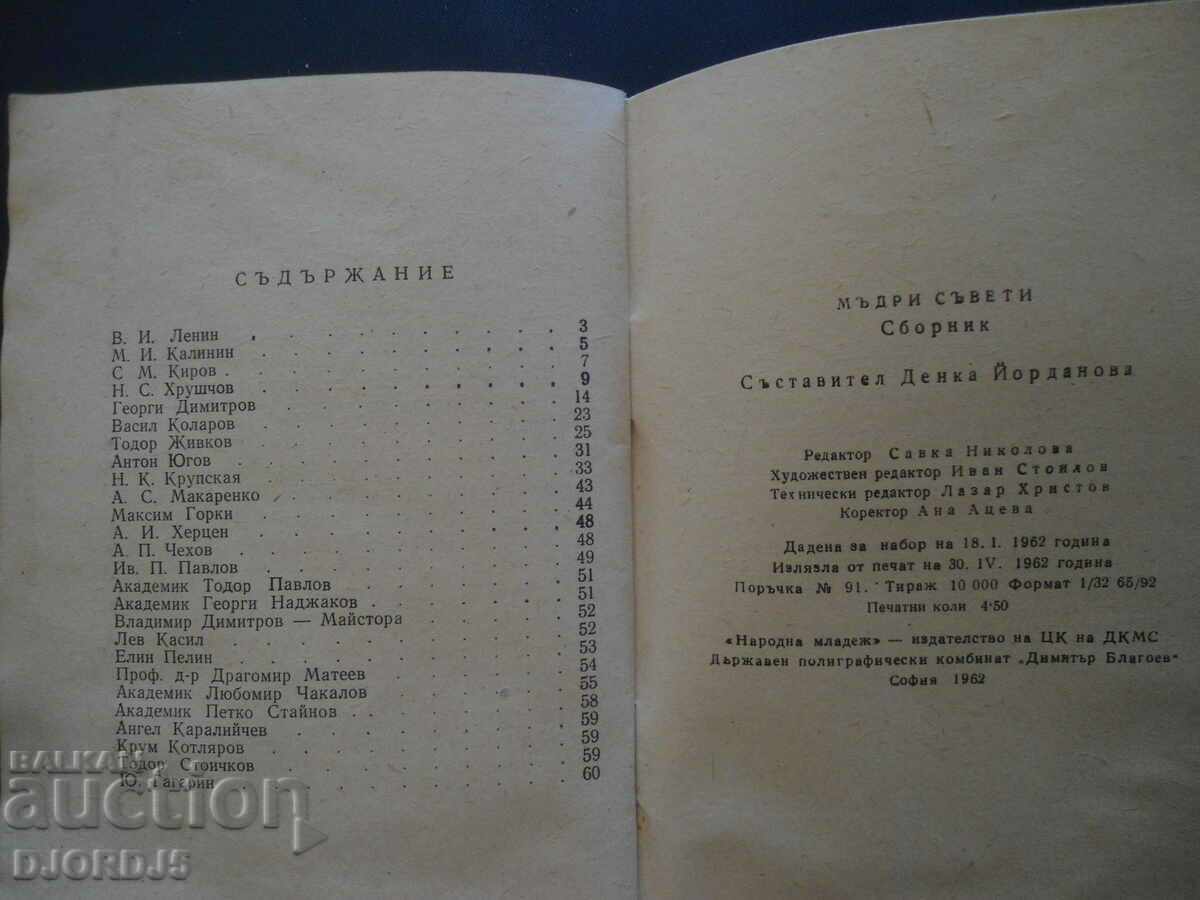 СЪДЪРЖАНИЕ
В. И. Ленин . . . . . . . . 3
М. И. Калинин . . . . . . . . 5
С М. Киров . . . . . . . . 7
Н. С. Хрушчов . . . . . . . . 9
Георги Димитров . . . . . . . . 14
Васил Коларов . . . . . . . . 23
Тодор Живков . . . . . . . . 25
Антон Югов . . . . . . . . 31
Н. К. Крупская . . . . . . . . 33
А. С. Макаренко . . . . . . . . 43
Максим Горки . . . . . . . . 44
А. И. Херцен . . . . . . . . 48
А. П. Чехов . . . . . . . . 48
Ив. П. Павлов . . . . . . . . 49
Академик Тодор Павлов . . . . . . 51
Академик Георги Наджаков . . . . . . 51
Владимир Димитров — Майстора . . . . . 52
Лев Касил . . . . . . . . 52
Елин Пелин . . . . . . . . 53
Проф. д-р Драгомир Матеев . . . . . 54
Академик Любомир Чакалов . . . . . 55
Академик Петко Стайнов . . . . . . 58
Ангел Каралийчев . . . . . . . 59
Крум Котляров . . . . . . . 59
Тодор Стоичков . . . . . . . 59
Ю. Гагарин . . . . . . . . 60
МЪДРИ СЪВЕТИ
Сборник
Съставител Денка Йорданова
Редактор Савка Николова
Художествен редактор Иван Стоилов
Технически редактор Лазар Христов
Коректор Ана Ацева
Дадена за набор на 18. I. 1962 година
Излязла от печат на 30. IV. 1962 година
Поръчка № 91. Тираж 10 000 Формат 1/32 65/92
Печатни коли 4·50
«Народна младеж» — издателство на ЦК на ДКМС
Държавен полиграфически комбинат „Димитър Благоев“
София 1962
BALKAN
auction
DJORDJ5